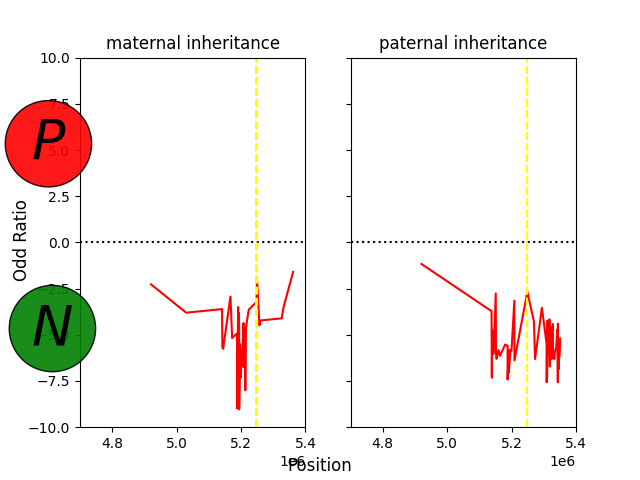 maternal inheritance
paternal inheritance
10.0
7.5
5.0
2.5
0.0
−2.5
−5.0
−7.5
−10.0
P
N
Odd Ratio
4.8
5.0
5.2
5.4
1e6
4.8
5.0
5.2
5.4
1e6
Position